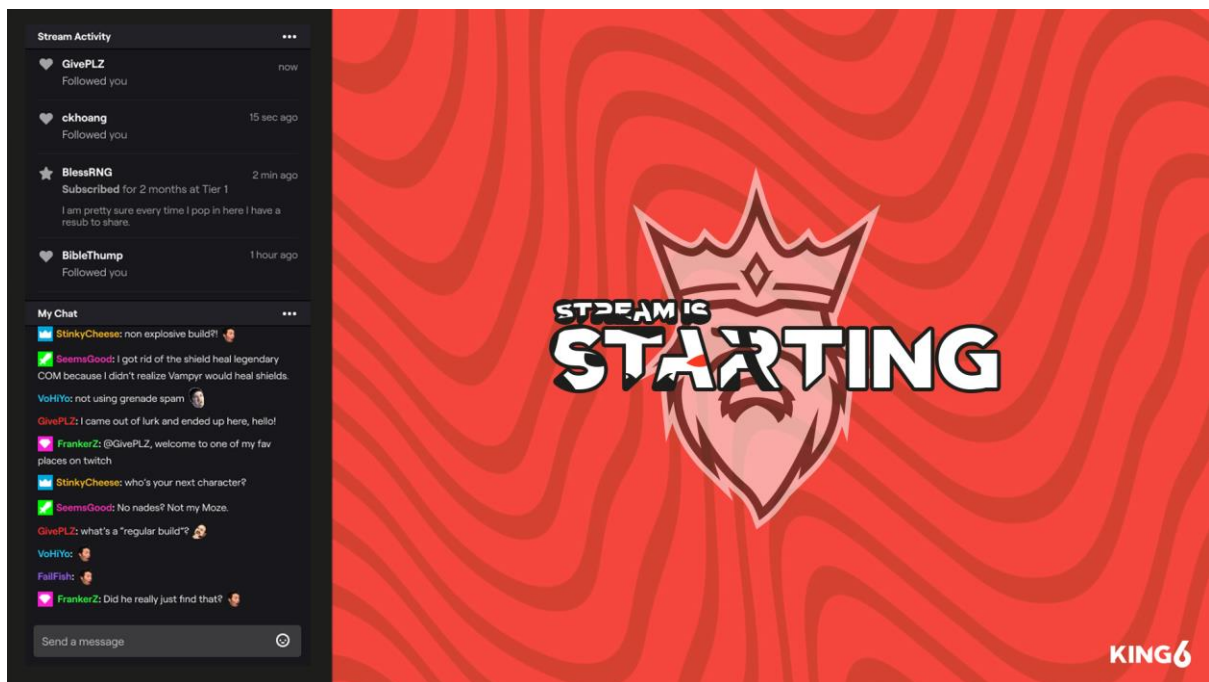 Stream Activity
GivePLZ
now
Followed you
ckhoang
15 sec ago
Followed you
BlessRNG
2 min ago
Subscribed for 2 months at Tier 1
I am pretty sure every time I pop in here I have a
resub to share.
BibleThump
1 hour ago
Followed you
My Chat
StinkyCheese: non explosive build?!
SeemsGood: I got rid of the shield heal legendary
COM because I didn't realize Vampyr would heal shields.
VoHiYo: not using grenade spam
GivePLZ: I came out of lurk and ended up here, hello!
FrankerZ: @GivePLZ, welcome to one of my fav
places on twitch
StinkyCheese: who's your next character?
SeemsGood: No nades? Not my Moze.
GivePLZ: what's a "regular build"?
VoHiYo:
FailFish:
FrankerZ: Did he really just find that?
Send a message
STREAM IS
STARTING
KING6